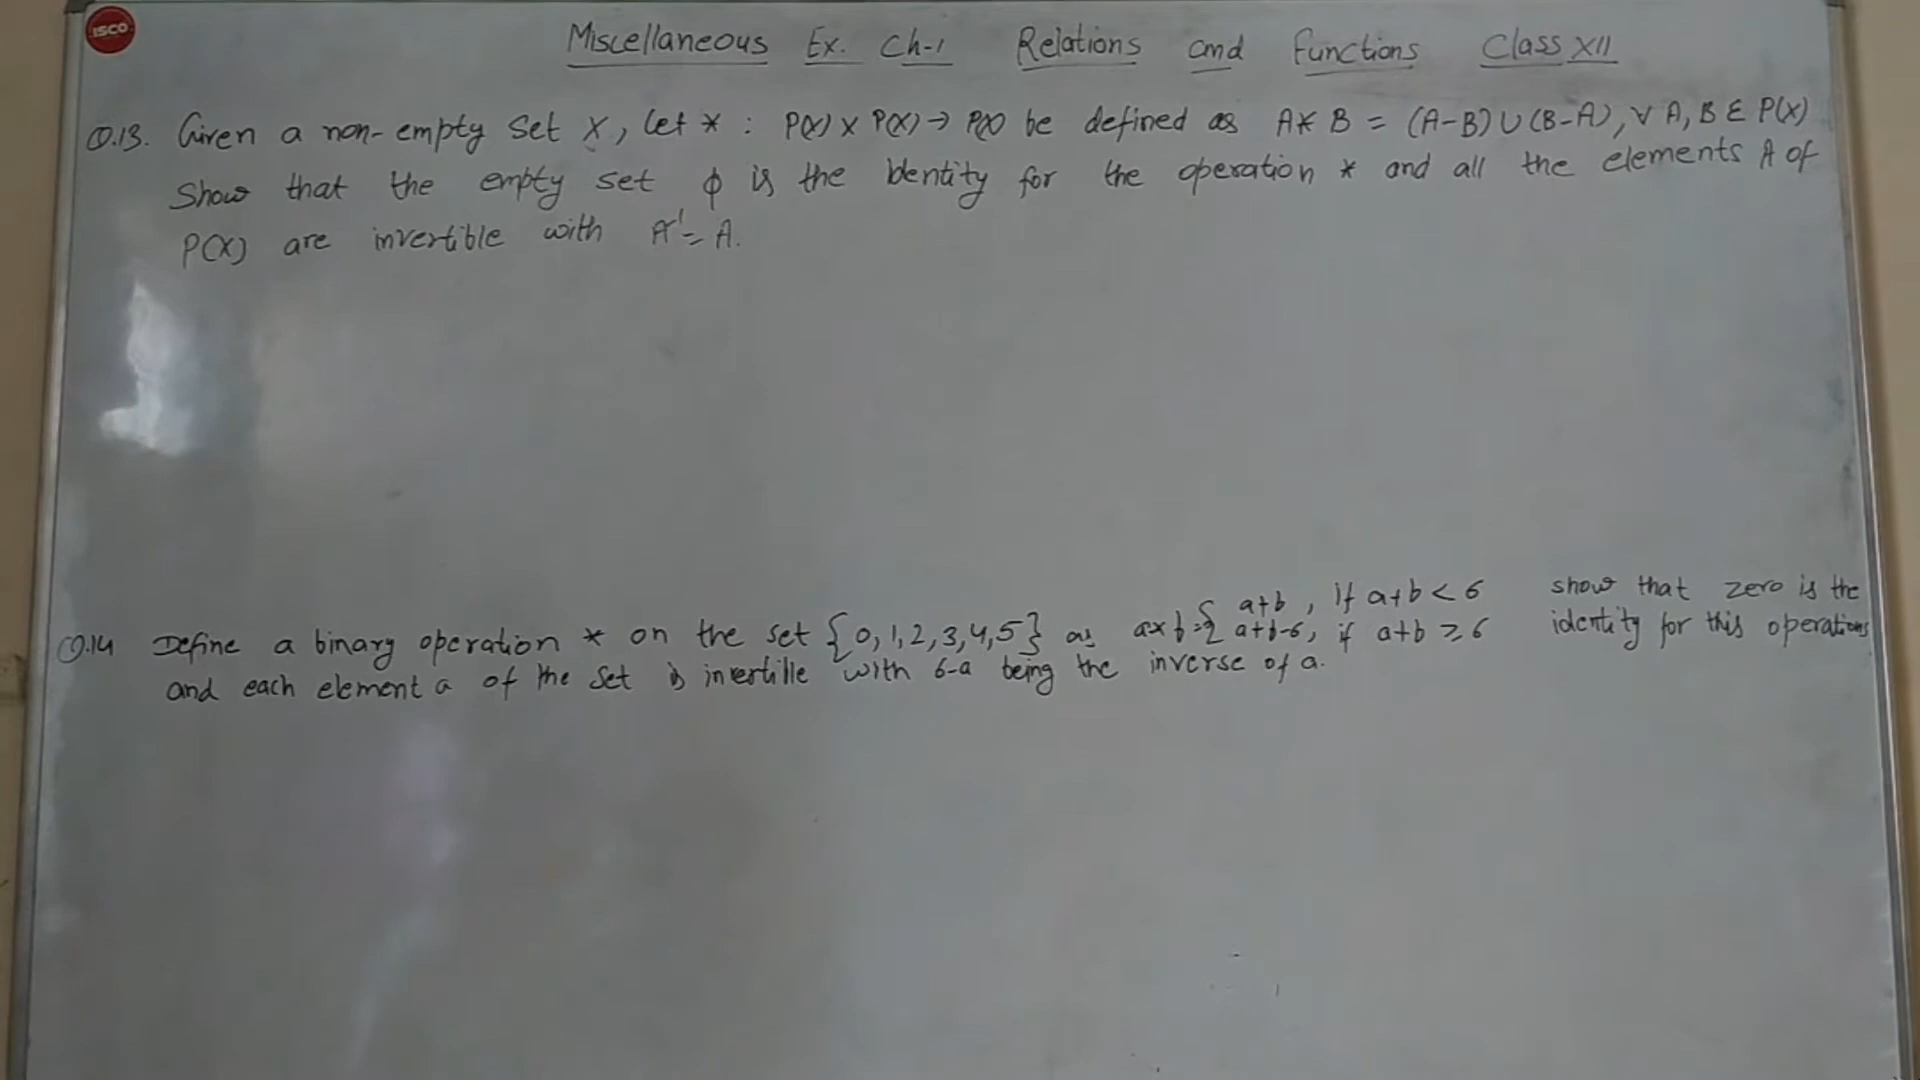 ISCO
Miscellaneous Ex. Ch-1 Relations and Functions Class XII
Q.13. Given a non-empty set X, let * : P(X) × P(X) → P(X) be defined as A * B = (A-B) ∪ (B-A), ∀ A, B ∈ P(X)
Show that the empty set ϕ is the identity for the operation * and all the elements A of
P(X) are invertible with A⁻¹ = A.
Q.14 Define a binary operation * on the set {0,1,2,3,4,5} as a*b = { a+b , if a+b < 6 show that zero is the
a+b-6, if a+b ≥ 6 identity for this operations
and each element a of the set is invertille with 6-a being the inverse of a.